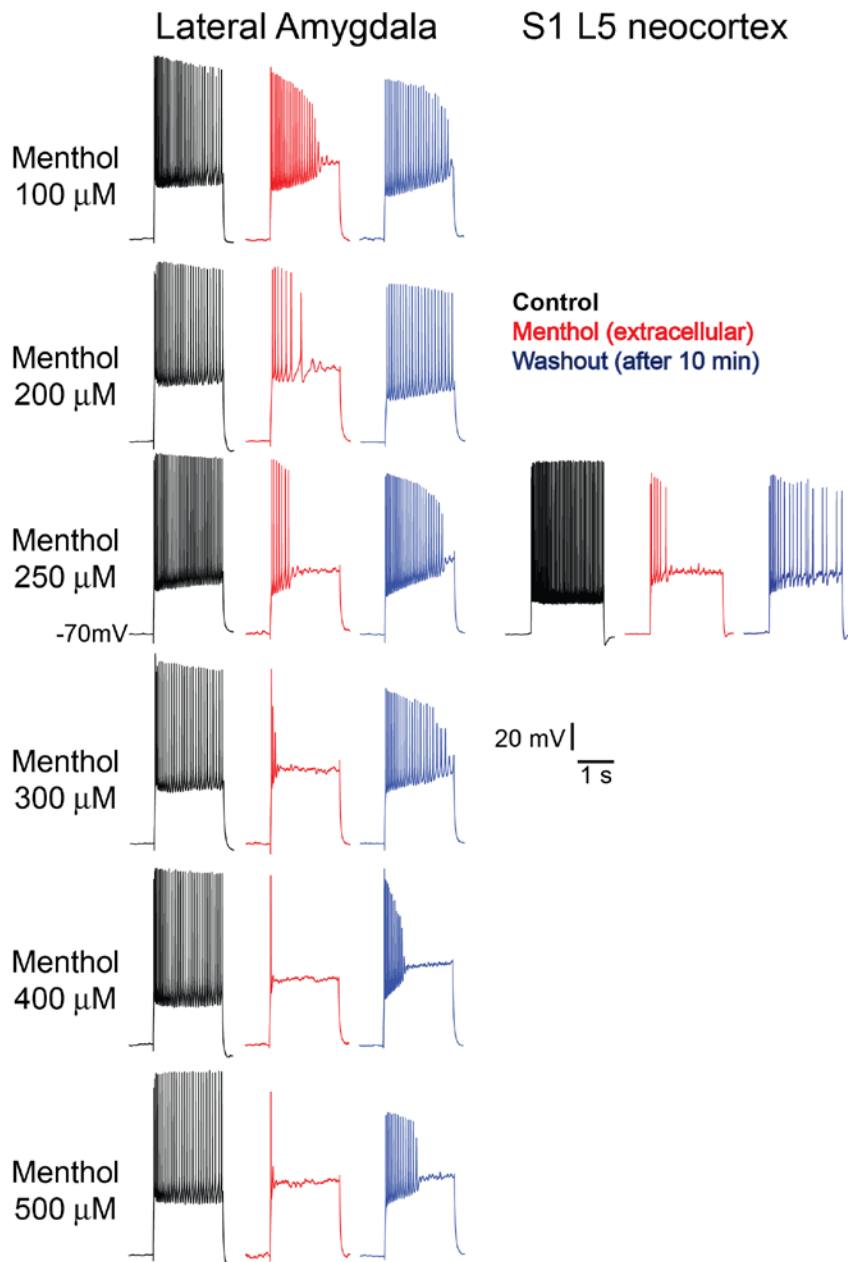 Lateral Amygdala
S1 L5 neocortex
Menthol
100 μM
Menthol
200 μM
Control
Menthol (extracellular)
Washout (after 10 min)
Menthol
250 μM
-70mV
Menthol
300 μM
20 mV
1 s
Menthol
400 μM
Menthol
500 μM